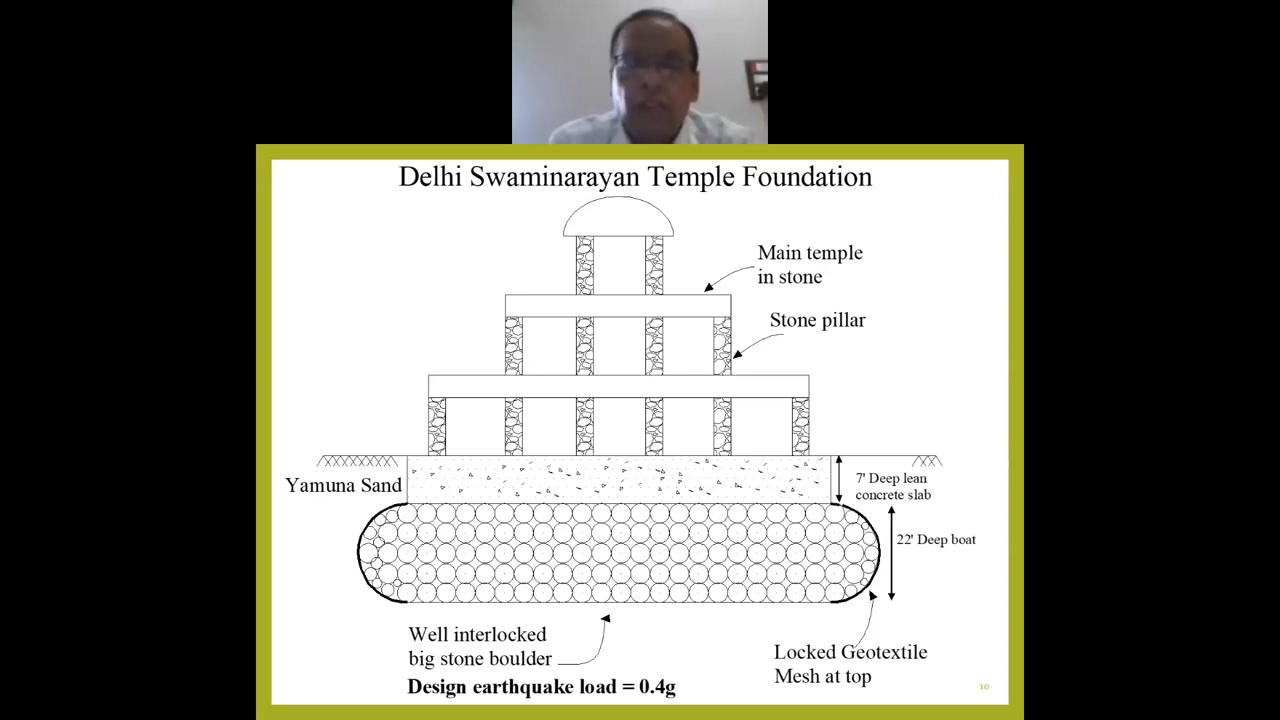 Delhi Swaminarayan Temple Foundation
Main temple
in stone
Stone pillar
Yamuna Sand
7' Deep lean
concrete slab
22' Deep boat
Well interlocked
big stone boulder
Locked Geotextile
Mesh at top
Design earthquake load = 0.4g
10